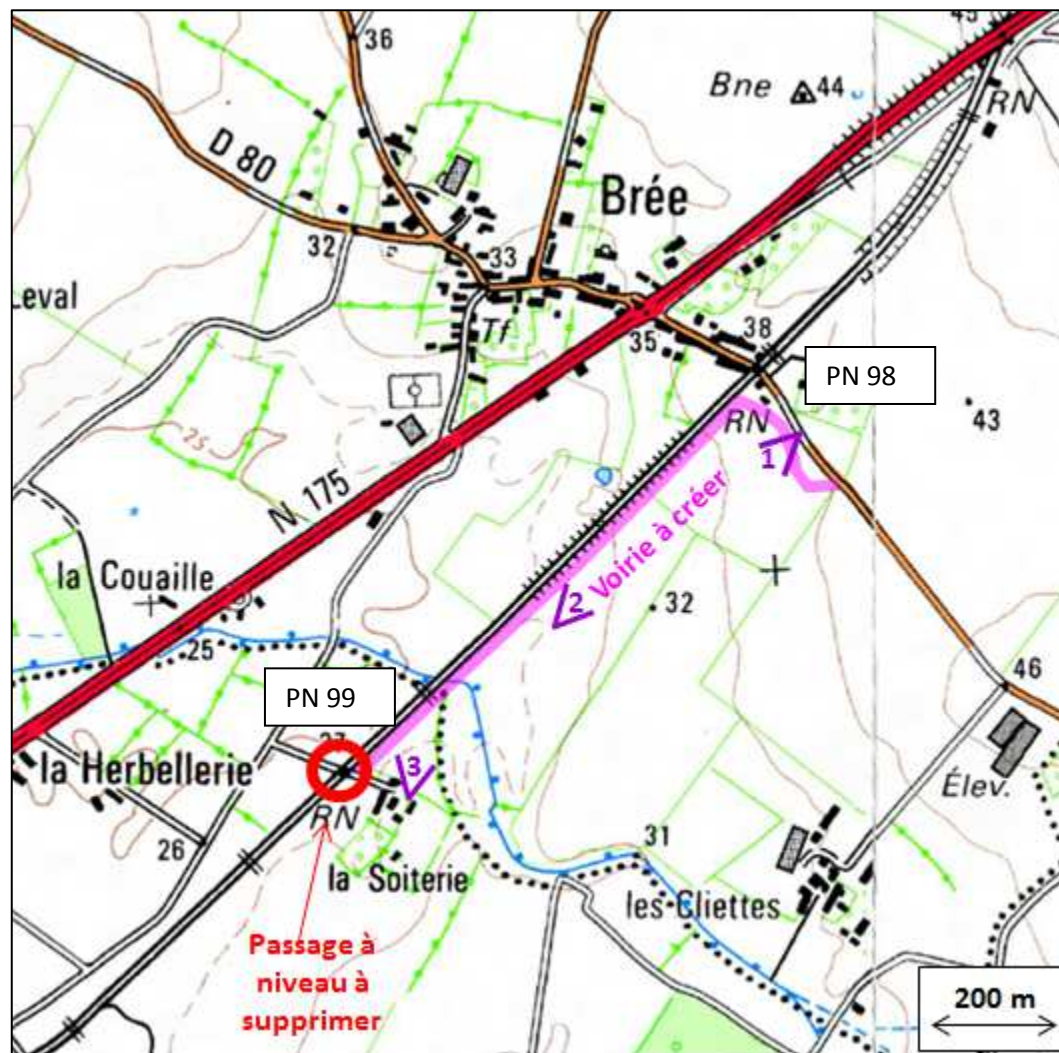 45
36
Bne
44
RN
D 80
Brée
32
33
Leval
Tf
35
38
PN 98
RN
43
25
N 175
1
Voirie à créer
la Couaille
2
32
25
46
PN 99
la Herbellerie
3
RN
Élev.
26
31
la Soiterie
les Cliettes
Passage à
niveau à
supprimer
200 m